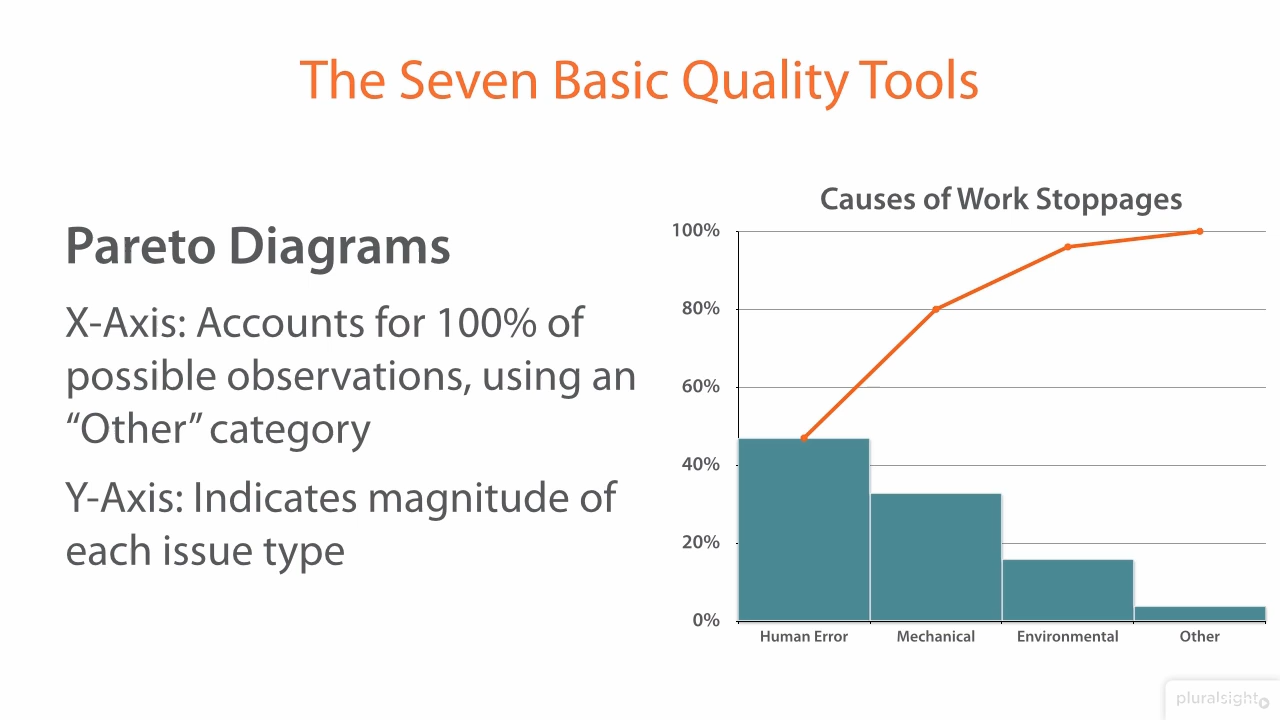 The Seven Basic Quality Tools
Pareto Diagrams
X-Axis: Accounts for 100% of
possible observations, using an
“Other” category
Y-Axis: Indicates magnitude of
each issue type
Causes of Work Stoppages
100%
80%
60%
40%
20%
0%
Human Error
Mechanical
Environmental
Other
pluralsight